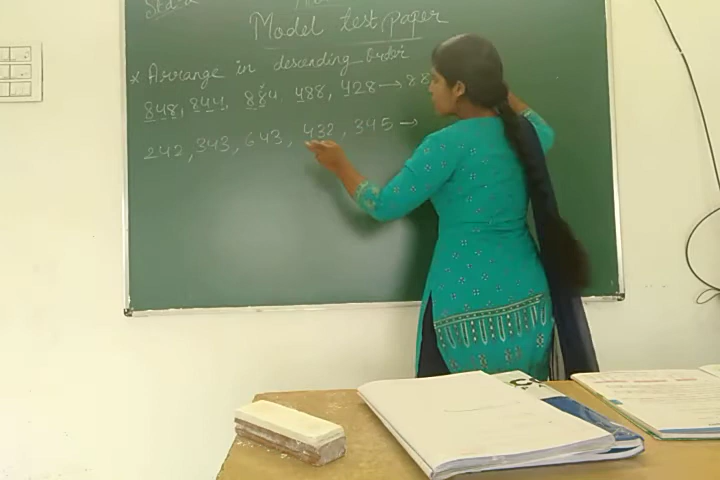 Model test paper
* Arrange in descending order
848, 844, 884, 488, 428 → 88
242, 343, 643, 432, 345 →